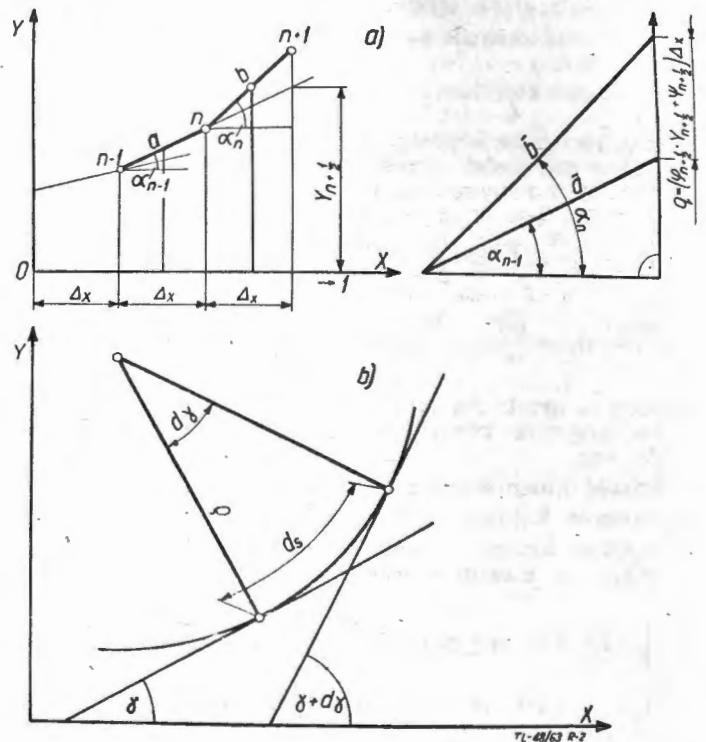 Y
a)
n+1
b
n
a
n-1
α'n
α'n-1
Y n+½
0
X
1
Δx
Δx
Δx
b'
a'
αn
αn-1
q=(φn+½ · Yn+½ + ψn+½)Δx
Y
b)
dγ
ρ
ds
γ
γ+dγ
X
TL-48/63 R-2